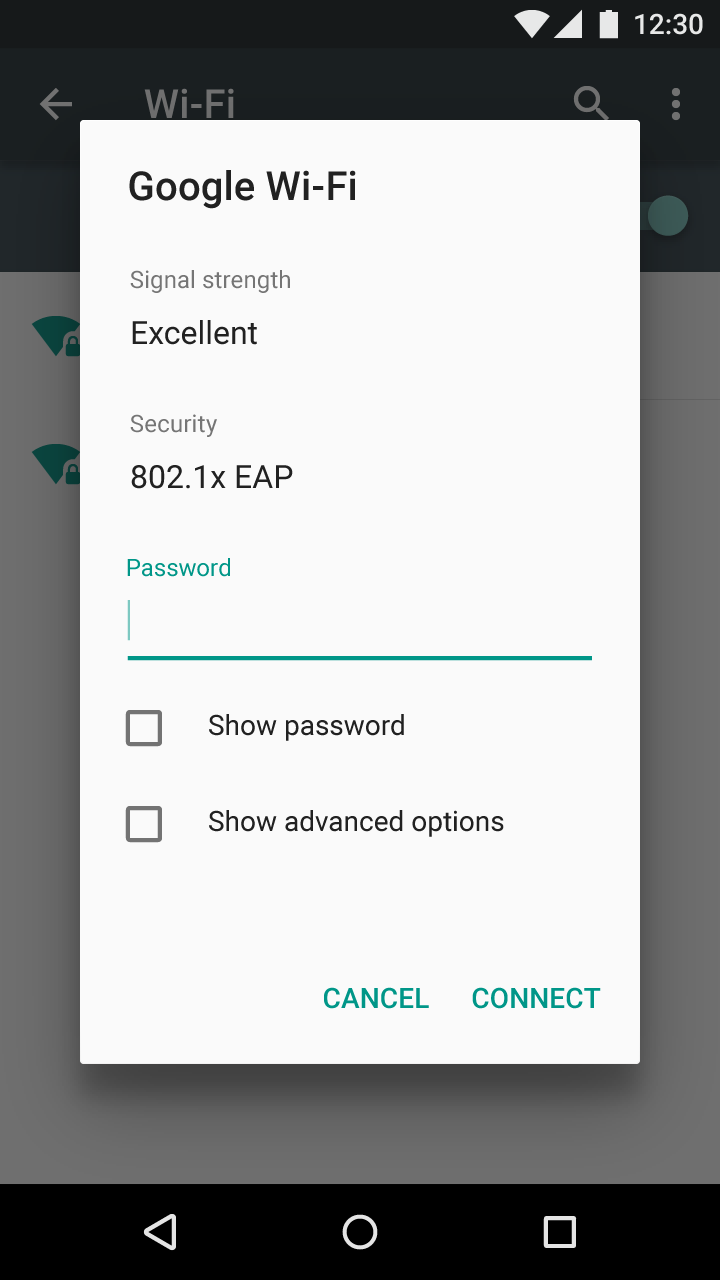 12:30
Wi-Fi
Google Wi-Fi
Signal strength
Excellent
Security
802.1x EAP
Password
Show password
Show advanced options
CANCEL CONNECT